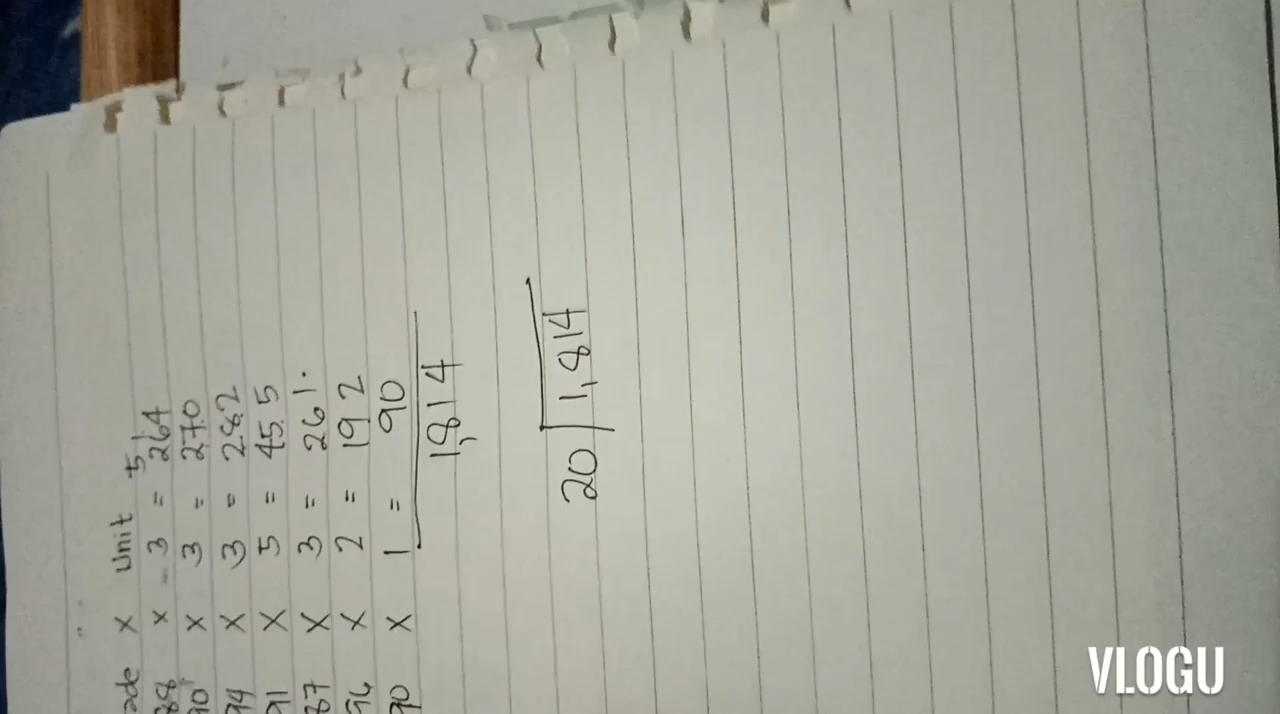 ade X Unit
88 x 3 = 264
90 X 3 = 270
94 X 3 = 282
91 X 5 = 455
87 X 3 = 261.
96 X 2 = 192
90 X 1 = 90
1,814
20 1,814
VLOGU